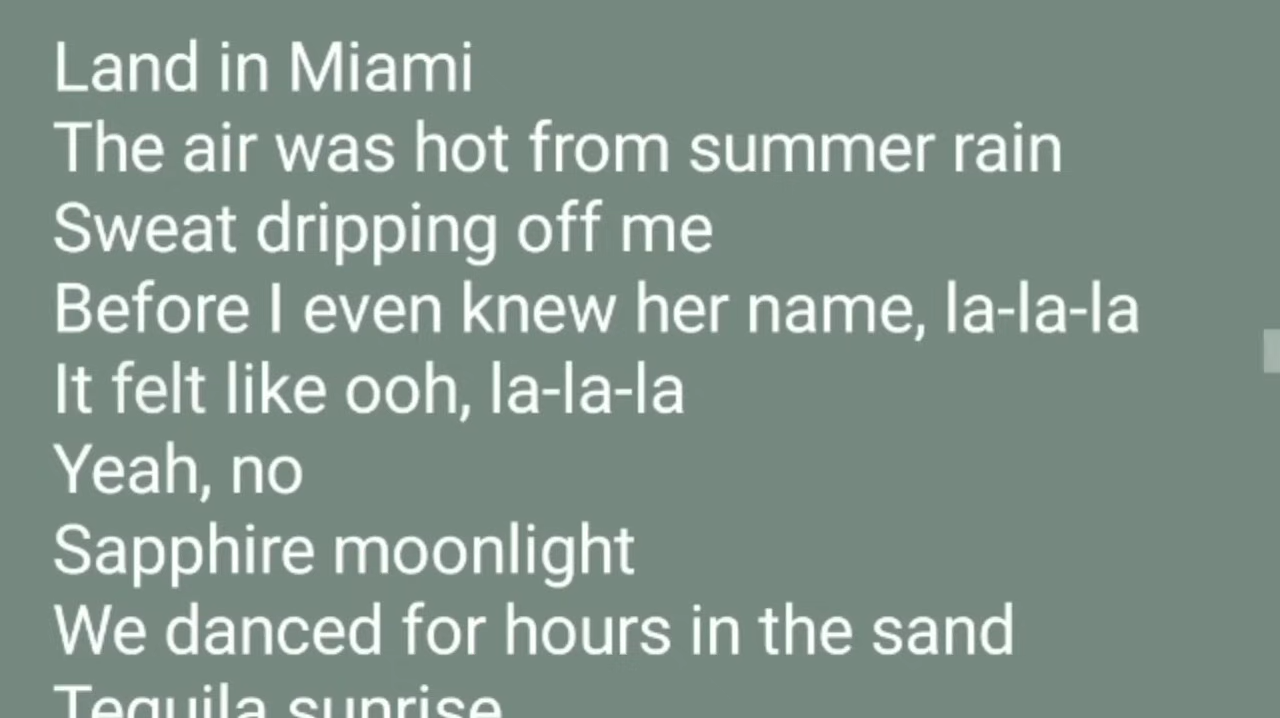 Land in Miami
The air was hot from summer rain
Sweat dripping off me
Before I even knew her name, la-la-la
It felt like ooh, la-la-la
Yeah, no
Sapphire moonlight
We danced for hours in the sand
Tequila sunrise